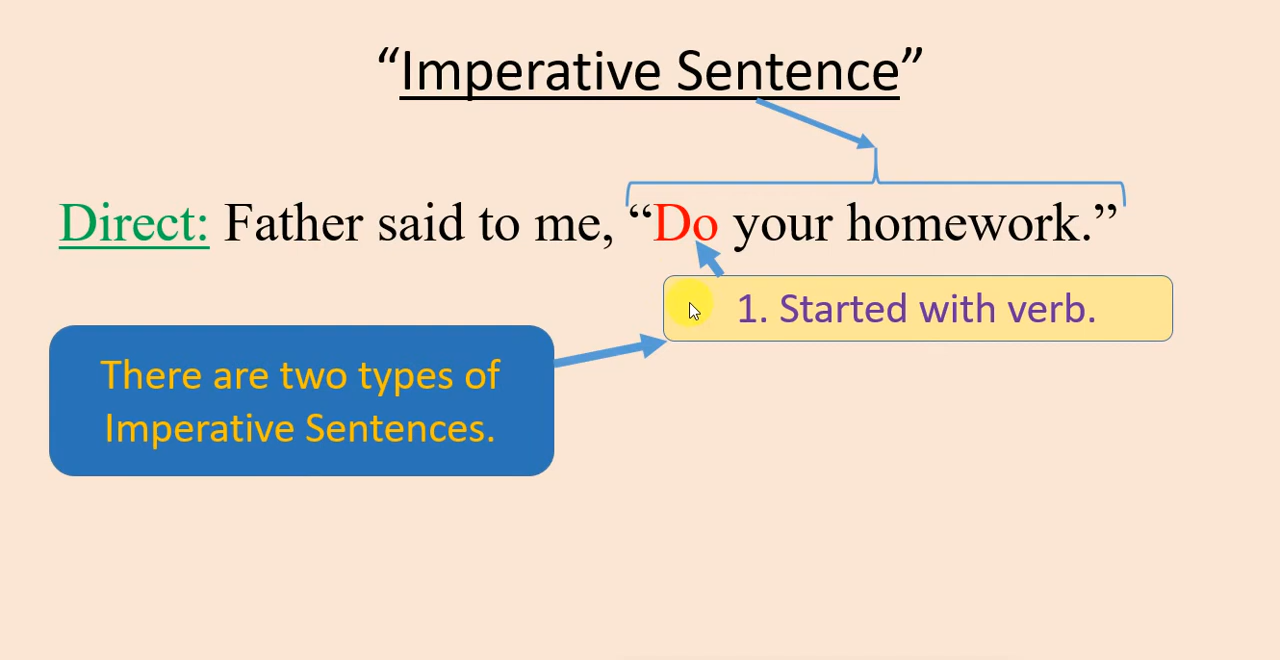 “Imperative Sentence”
Direct: Father said to me, “Do your homework.”
1. Started with verb.
There are two types of
Imperative Sentences.